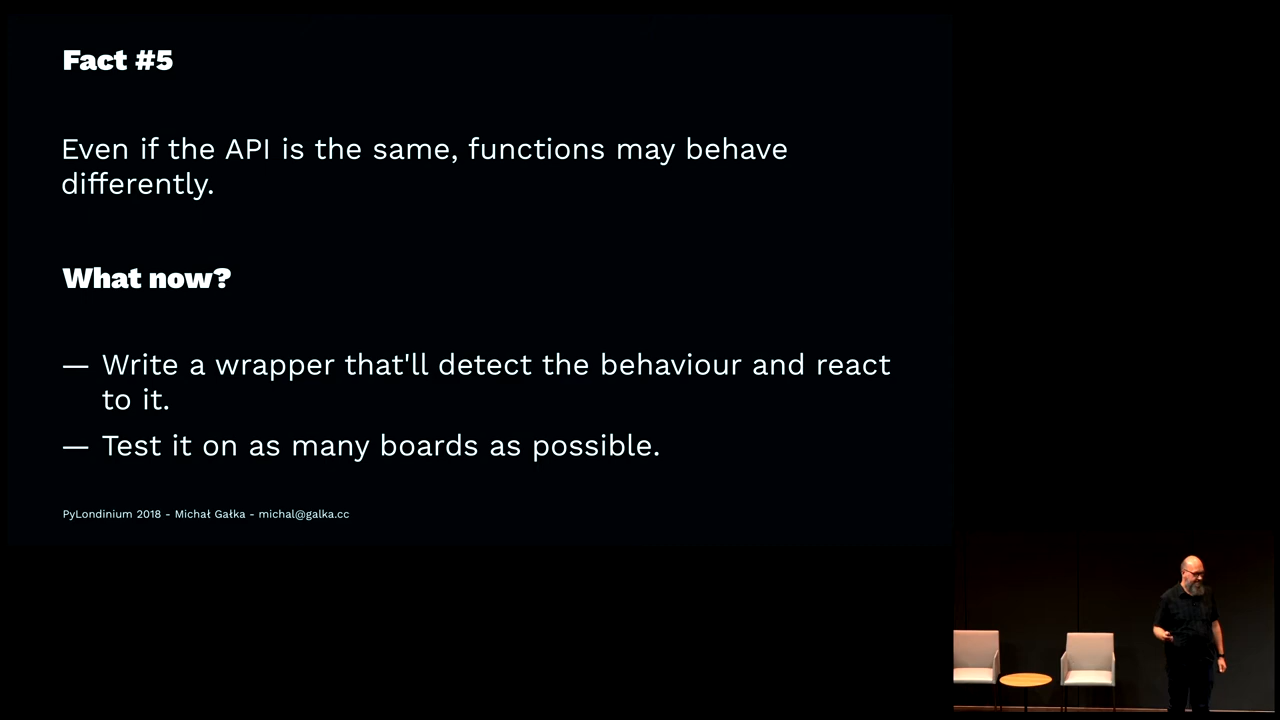 Fact #5
Even if the API is the same, functions may behave
differently.
What now?
— Write a wrapper that'll detect the behaviour and react
to it.
— Test it on as many boards as possible.
PyLondinium 2018 - Michał Gałka - michal@galka.cc